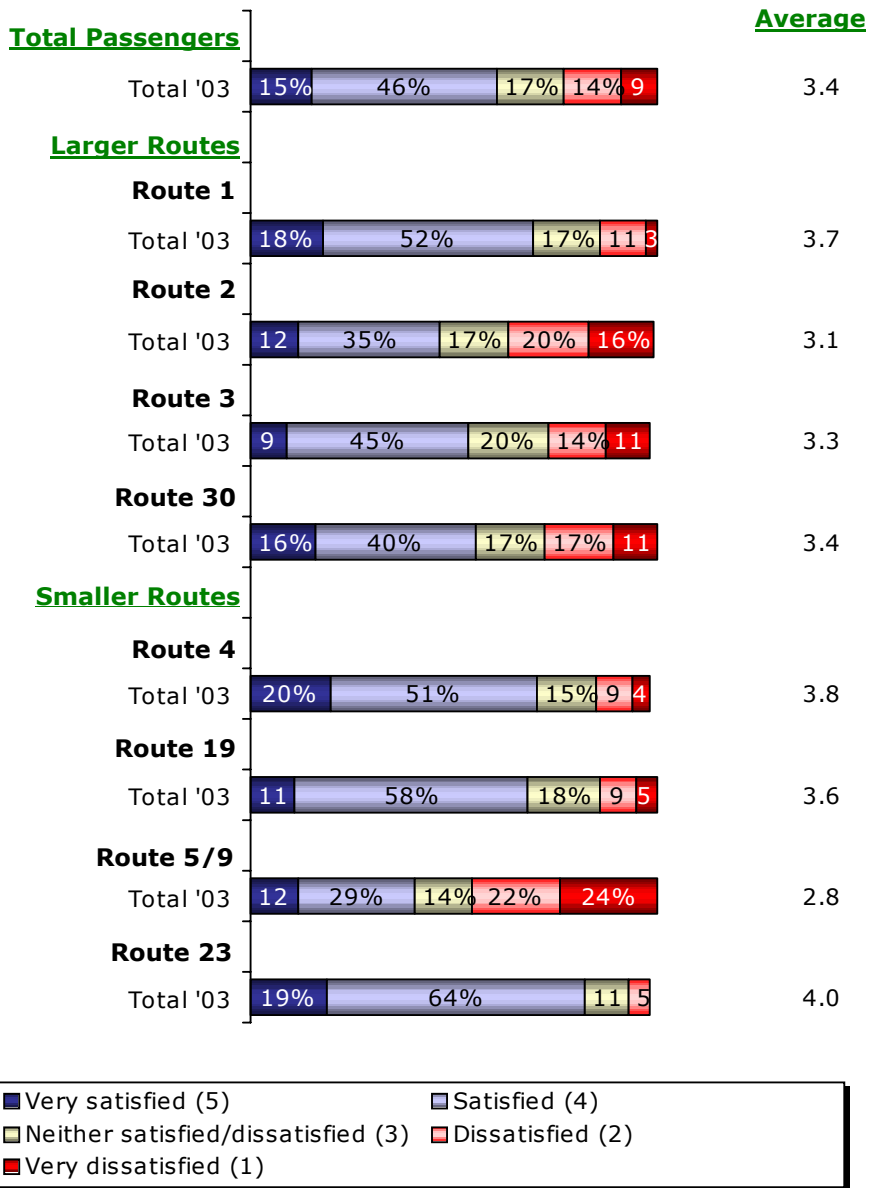 Average
Total Passengers
Total '03 15% 46% 17% 14% 9 3.4
Larger Routes
Route 1
Total '03 18% 52% 17% 11 3 3.7
Route 2
Total '03 12 35% 17% 20% 16% 3.1
Route 3
Total '03 9 45% 20% 14% 11 3.3
Route 30
Total '03 16% 40% 17% 17% 11 3.4
Smaller Routes
Route 4
Total '03 20% 51% 15% 9 4 3.8
Route 19
Total '03 11 58% 18% 9 5 3.6
Route 5/9
Total '03 12 29% 14% 22% 24% 2.8
Route 23
Total '03 19% 64% 11 5 4.0
Very satisfied (5) Satisfied (4)
Neither satisfied/dissatisfied (3) Dissatisfied (2)
Very dissatisfied (1)